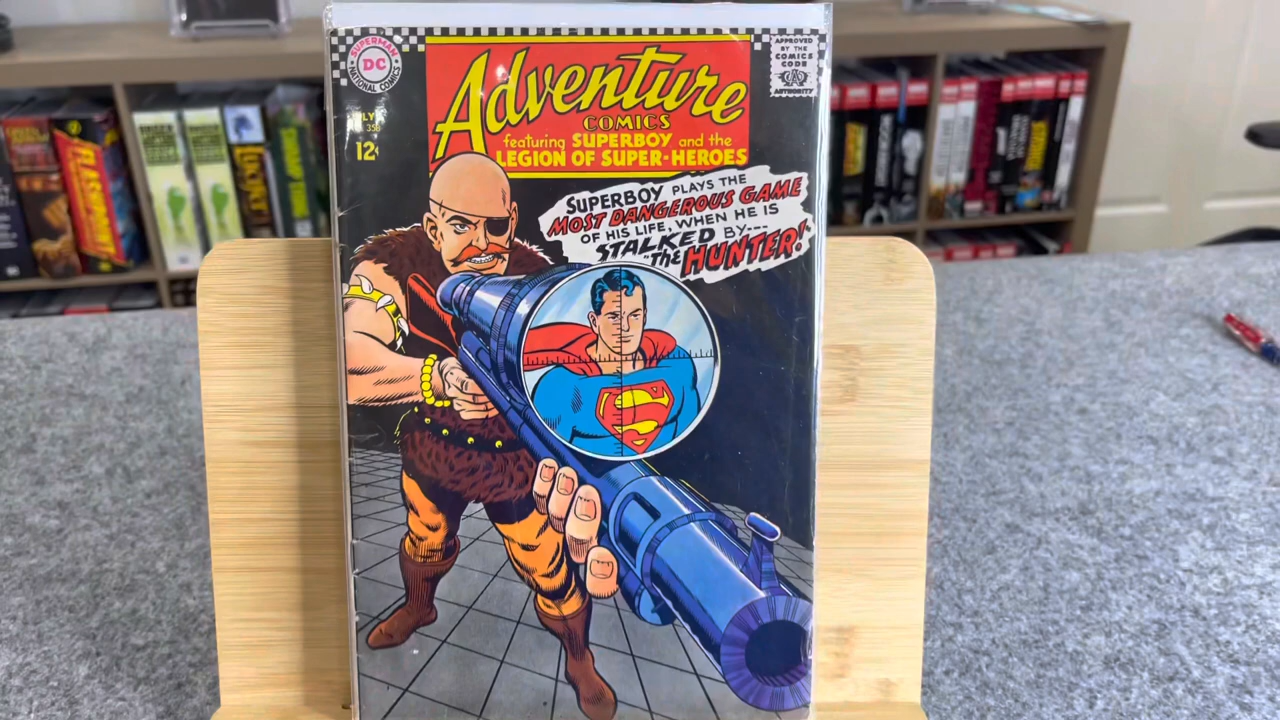 SUPERMAN
DC
NATIONAL COMICS
Adventure
COMICS
featuring SUPERBOY and the
LEGION OF SUPER-HEROES
APPROVED
BY THE
COMICS
CODE
CA
AUTHORITY
12¢
SUPERBOY PLAYS THE
MOST DANGEROUS GAME
OF HIS LIFE, WHEN HE IS
STALKED BY---
"The HUNTER!"